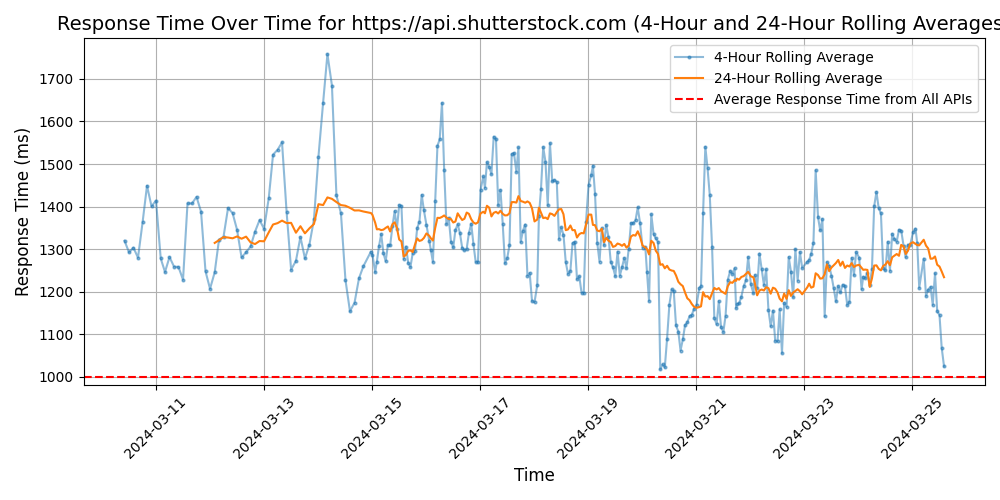 Response Time Over Time for https://api.shutterstock.com (4-Hour and 24-Hour Rolling Averages
4-Hour Rolling Average
24-Hour Rolling Average
Average Response Time from All APIs
Response Time (ms)
1700
1600
1500
1400
1300
1200
1100
1000
2024-03-11
2024-03-13
2024-03-15
2024-03-17
2024-03-19
2024-03-21
2024-03-23
2024-03-25
Time